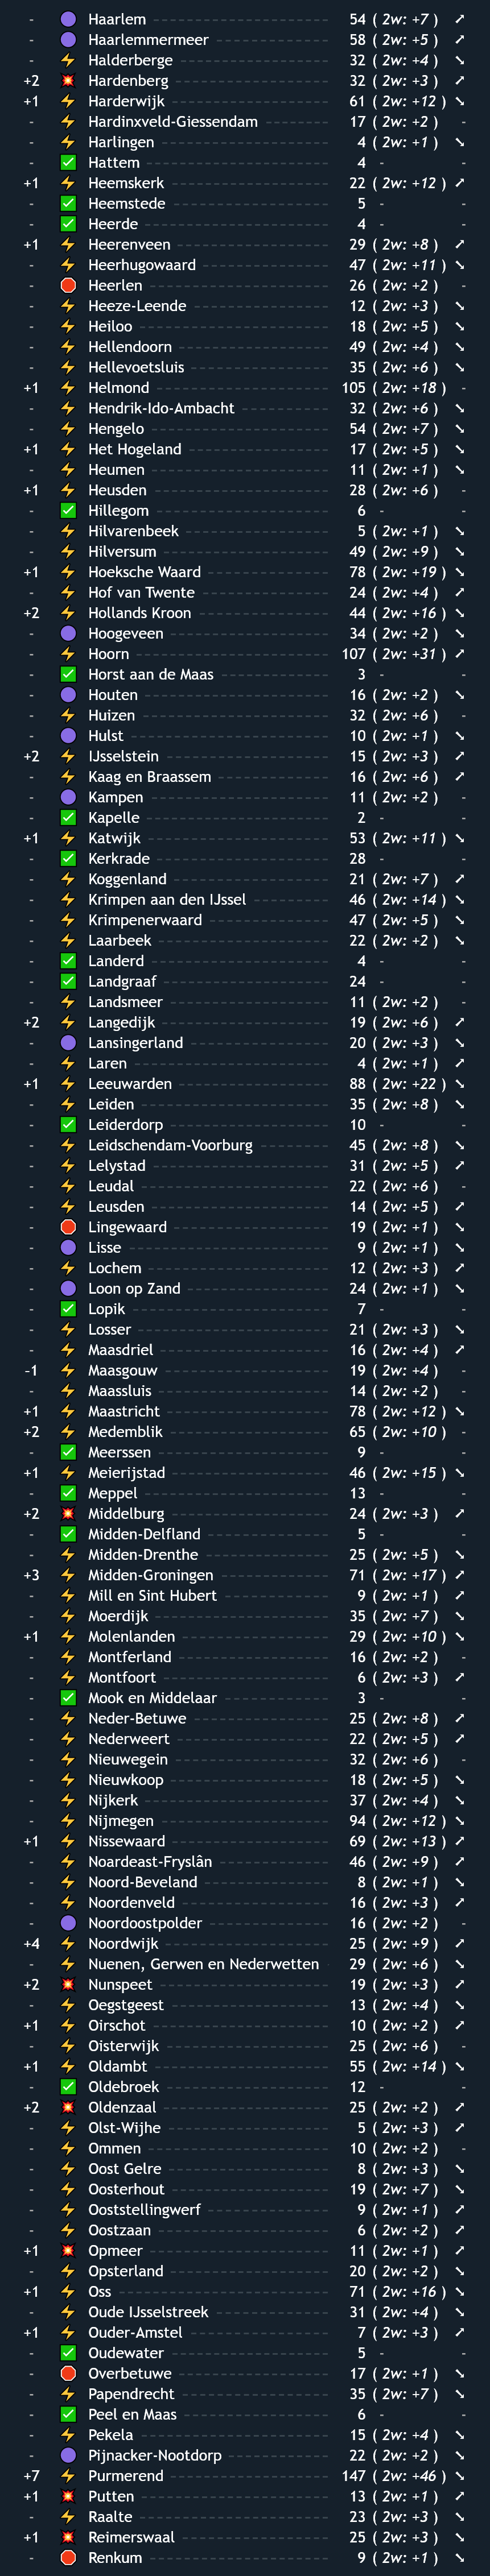 - Haarlem 54 ( 2w: +7 ) ➚
- Haarlemmermeer 58 ( 2w: +5 ) ➚
- ⚡ Halderberge 32 ( 2w: +4 ) ➘
+2 💥 Hardenberg 32 ( 2w: +3 ) ➚
+1 ⚡ Harderwijk 61 ( 2w: +12 ) ➘
- ⚡ Hardinxveld-Giessendam 17 ( 2w: +2 ) -
- ⚡ Harlingen 4 ( 2w: +1 ) ➘
- ✅ Hattem 4 - -
+1 ⚡ Heemskerk 22 ( 2w: +12 ) ➚
- ✅ Heemstede 5 - -
- ✅ Heerde 4 - -
+1 ⚡ Heerenveen 29 ( 2w: +8 ) ➚
- ⚡ Heerhugowaard 47 ( 2w: +11 ) ➘
- 🛑 Heerlen 26 ( 2w: +2 ) -
- ⚡ Heeze-Leende 12 ( 2w: +3 ) ➘
- ⚡ Heiloo 18 ( 2w: +5 ) ➘
- ⚡ Hellendoorn 49 ( 2w: +4 ) ➘
- ⚡ Hellevoetsluis 35 ( 2w: +6 ) ➘
+1 ⚡ Helmond 105 ( 2w: +18 ) -
- ⚡ Hendrik-Ido-Ambacht 32 ( 2w: +6 ) ➘
- ⚡ Hengelo 54 ( 2w: +7 ) ➘
+1 ⚡ Het Hogeland 17 ( 2w: +5 ) ➘
- ⚡ Heumen 11 ( 2w: +1 ) ➘
+1 ⚡ Heusden 28 ( 2w: +6 ) -
- ✅ Hillegom 6 - -
- ⚡ Hilvarenbeek 5 ( 2w: +1 ) ➘
- ⚡ Hilversum 49 ( 2w: +9 ) ➘
+1 ⚡ Hoeksche Waard 78 ( 2w: +19 ) ➘
- ⚡ Hof van Twente 24 ( 2w: +4 ) ➚
+2 ⚡ Hollands Kroon 44 ( 2w: +16 ) ➘
- Hoogeveen 34 ( 2w: +2 ) ➘
- ⚡ Hoorn 107 ( 2w: +31 ) ➚
- ✅ Horst aan de Maas 3 - -
- Houten 16 ( 2w: +2 ) ➘
- ⚡ Huizen 32 ( 2w: +6 ) -
- Hulst 10 ( 2w: +1 ) ➘
+2 ⚡ IJsselstein 15 ( 2w: +3 ) ➚
- ⚡ Kaag en Braassem 16 ( 2w: +6 ) ➚
- Kampen 11 ( 2w: +2 ) -
- ✅ Kapelle 2 - -
+1 ⚡ Katwijk 53 ( 2w: +11 ) ➘
- ✅ Kerkrade 28 - -
- ⚡ Koggenland 21 ( 2w: +7 ) ➚
- ⚡ Krimpen aan den IJssel 46 ( 2w: +14 ) ➘
- ⚡ Krimpenerwaard 47 ( 2w: +5 ) ➘
- ⚡ Laarbeek 22 ( 2w: +2 ) ➘
- ✅ Landerd 4 - -
- ✅ Landgraaf 24 - -
- ⚡ Landsmeer 11 ( 2w: +2 ) -
+2 ⚡ Langedijk 19 ( 2w: +6 ) ➚
- Lansingerland 20 ( 2w: +3 ) ➘
- ⚡ Laren 4 ( 2w: +1 ) ➚
+1 ⚡ Leeuwarden 88 ( 2w: +22 ) ➘
- ⚡ Leiden 35 ( 2w: +8 ) ➘
- ✅ Leiderdorp 10 - -
- ⚡ Leidschendam-Voorburg 45 ( 2w: +8 ) ➘
- ⚡ Lelystad 31 ( 2w: +5 ) ➚
- ⚡ Leudal 22 ( 2w: +6 ) -
- ⚡ Leusden 14 ( 2w: +5 ) ➚
- 🛑 Lingewaard 19 ( 2w: +1 ) ➘
- Lisse 9 ( 2w: +1 ) ➘
- ⚡ Lochem 12 ( 2w: +3 ) ➚
- Loon op Zand 24 ( 2w: +1 ) ➘
- ✅ Lopik 7 - -
- ⚡ Losser 21 ( 2w: +3 ) ➘
- ⚡ Maasdriel 16 ( 2w: +4 ) ➚
-1 ⚡ Maasgouw 19 ( 2w: +4 ) -
- ⚡ Maassluis 14 ( 2w: +2 ) -
+1 ⚡ Maastricht 78 ( 2w: +12 ) ➘
+2 ⚡ Medemblik 65 ( 2w: +10 ) -
- ✅ Meerssen 9 - -
+1 ⚡ Meierijstad 46 ( 2w: +15 ) ➘
- ✅ Meppel 13 - -
+2 💥 Middelburg 24 ( 2w: +3 ) ➚
- ✅ Midden-Delfland 5 - -
- ⚡ Midden-Drenthe 25 ( 2w: +5 ) ➘
+3 ⚡ Midden-Groningen 71 ( 2w: +17 ) ➚
- ⚡ Mill en Sint Hubert 9 ( 2w: +1 ) ➚
- ⚡ Moerdijk 35 ( 2w: +7 ) ➘
+1 ⚡ Molenlanden 29 ( 2w: +10 ) ➘
- ⚡ Montferland 16 ( 2w: +2 ) -
- ⚡ Montfoort 6 ( 2w: +3 ) ➚
- ✅ Mook en Middelaar 3 - -
- ⚡ Neder-Betuwe 25 ( 2w: +8 ) ➚
- ⚡ Nederweert 22 ( 2w: +5 ) ➚
- ⚡ Nieuwegein 32 ( 2w: +6 ) -
- ⚡ Nieuwkoop 18 ( 2w: +5 ) ➘
- ⚡ Nijkerk 37 ( 2w: +4 ) ➘
- ⚡ Nijmegen 94 ( 2w: +12 ) ➘
+1 ⚡ Nissewaard 69 ( 2w: +13 ) ➚
- ⚡ Noardeast-Fryslân 46 ( 2w: +9 ) ➚
- ⚡ Noord-Beveland 8 ( 2w: +1 ) ➘
- ⚡ Noordenveld 16 ( 2w: +3 ) ➚
- Noordoostpolder 16 ( 2w: +2 ) -
+4 ⚡ Noordwijk 25 ( 2w: +9 ) ➚
- ⚡ Nuenen, Gerwen en Nederwetten 29 ( 2w: +6 ) ➘
+2 💥 Nunspeet 19 ( 2w: +3 ) ➚
- ⚡ Oegstgeest 13 ( 2w: +4 ) ➘
+1 ⚡ Oirschot 10 ( 2w: +2 ) ➚
- ⚡ Oisterwijk 25 ( 2w: +6 ) -
+1 ⚡ Oldambt 55 ( 2w: +14 ) ➘
- ✅ Oldebroek 12 - -
+2 💥 Oldenzaal 25 ( 2w: +2 ) ➚
- ⚡ Olst-Wijhe 5 ( 2w: +3 ) ➚
- ⚡ Ommen 10 ( 2w: +2 ) -
- ⚡ Oost Gelre 8 ( 2w: +3 ) ➘
- ⚡ Oosterhout 19 ( 2w: +7 ) ➘
- ⚡ Ooststellingwerf 9 ( 2w: +1 ) ➚
- ⚡ Oostzaan 6 ( 2w: +2 ) ➚
+1 💥 Opmeer 11 ( 2w: +1 ) ➚
- ⚡ Opsterland 20 ( 2w: +2 ) ➘
+1 ⚡ Oss 71 ( 2w: +16 ) ➘
- ⚡ Oude IJsselstreek 31 ( 2w: +4 ) ➘
+1 ⚡ Ouder-Amstel 7 ( 2w: +3 ) ➚
- ✅ Oudewater 5 - -
- 🛑 Overbetuwe 17 ( 2w: +1 ) ➘
- ⚡ Papendrecht 35 ( 2w: +7 ) ➘
- ✅ Peel en Maas 6 - -
- ⚡ Pekela 15 ( 2w: +4 ) ➘
- Pijnacker-Nootdorp 22 ( 2w: +2 ) ➘
+7 ⚡ Purmerend 147 ( 2w: +46 ) ➘
+1 💥 Putten 13 ( 2w: +1 ) ➚
- ⚡ Raalte 23 ( 2w: +3 ) ➘
+1 💥 Reimerswaal 25 ( 2w: +3 ) ➘
- 🛑 Renkum 9 ( 2w: +1 ) ➘